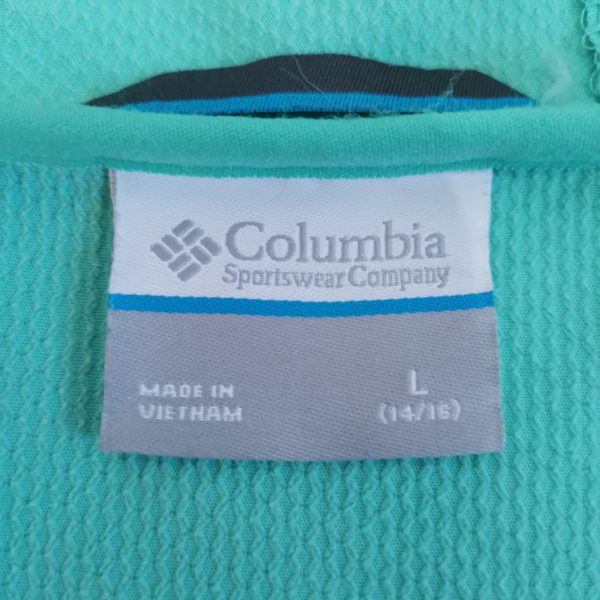 Columbia
Sportswear Company
MADE IN
VIETNAM
L
(14/16)